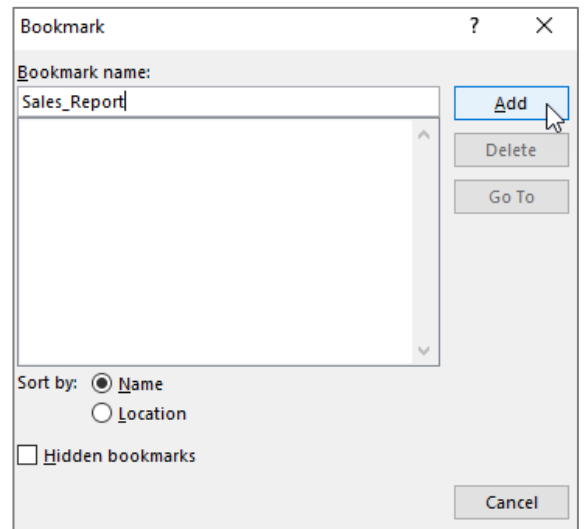 Bookmark ?
Bookmark name:
Sales_Report
Add
Delete
Go To
Sort by: Name
Location
Hidden bookmarks
Cancel